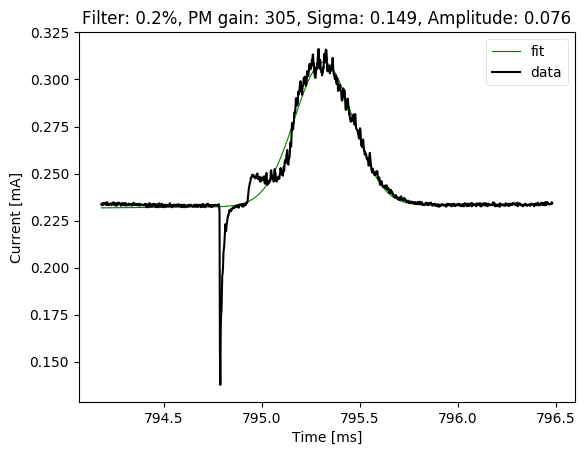 Filter: 0.2%, PM gain: 305, Sigma: 0.149, Amplitude: 0.076
fit
data
0.325
0.300
0.275
0.250
0.225
0.200
0.175
0.150
Current [mA]
794.5 795.0 795.5 796.0 796.5
Time [ms]